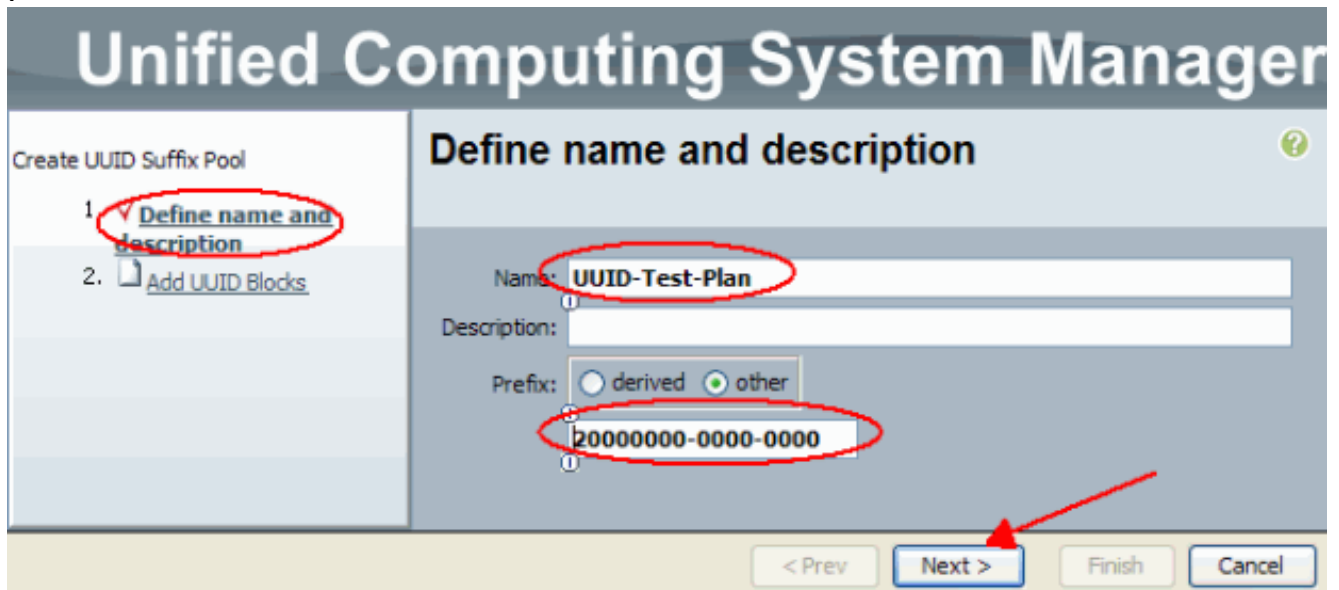 Unified Computing System Manager
Create UUID Suffix Pool
1. Define name and
description
2. Add UUID Blocks
Define name and description
Name: UUID-Test-Plan
Description:
Prefix: derived other
20000000-0000-0000
< Prev Next > Finish Cancel